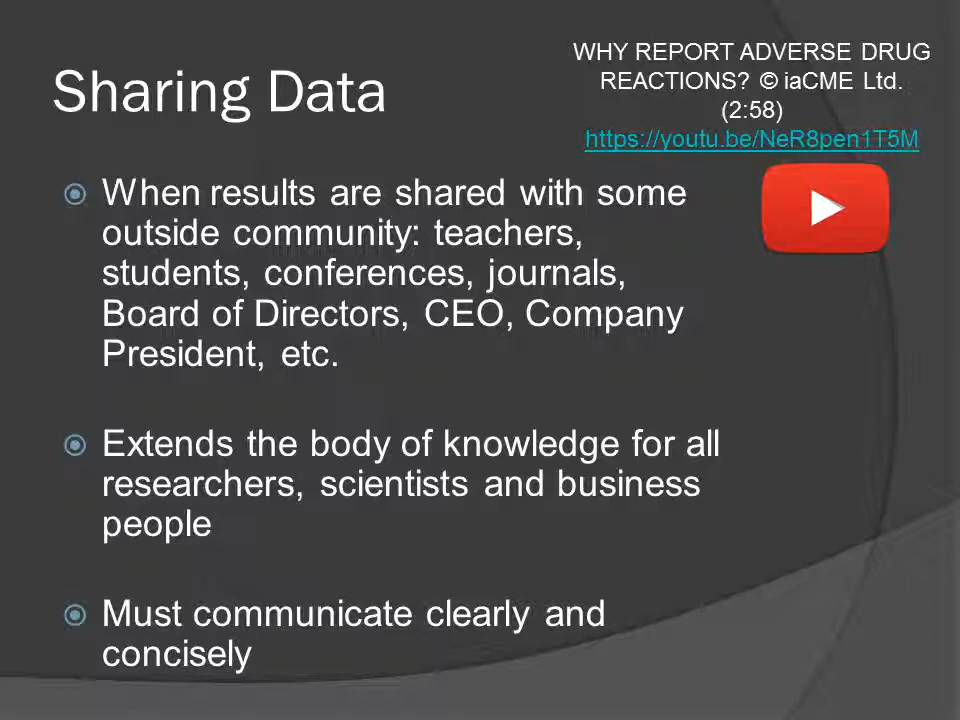 Sharing Data
WHY REPORT ADVERSE DRUG
REACTIONS? © iaCME Ltd.
(2:58)
https://youtu.be/NeR8pen1T5M
When results are shared with some
outside community: teachers,
students, conferences, journals,
Board of Directors, CEO, Company
President, etc.
Extends the body of knowledge for all
researchers, scientists and business
people
Must communicate clearly and
concisely